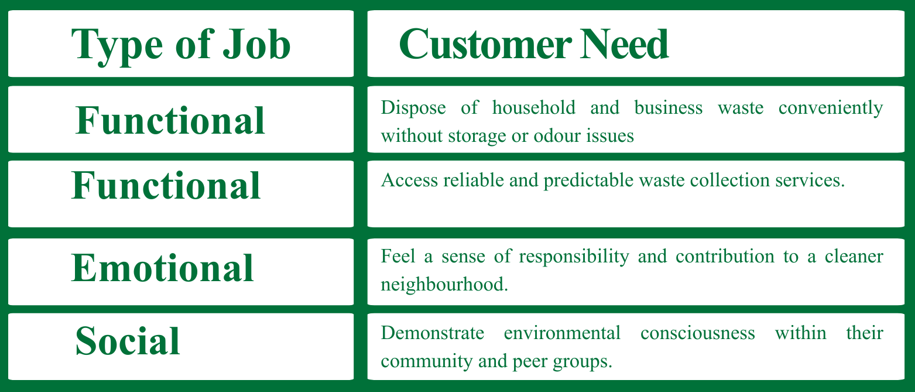 Type of Job
Customer Need
Functional
Dispose of household and business waste conveniently
without storage or odour issues
Functional
Access reliable and predictable waste collection services.
Emotional
Feel a sense of responsibility and contribution to a cleaner
neighbourhood.
Social
Demonstrate environmental consciousness within their
community and peer groups.